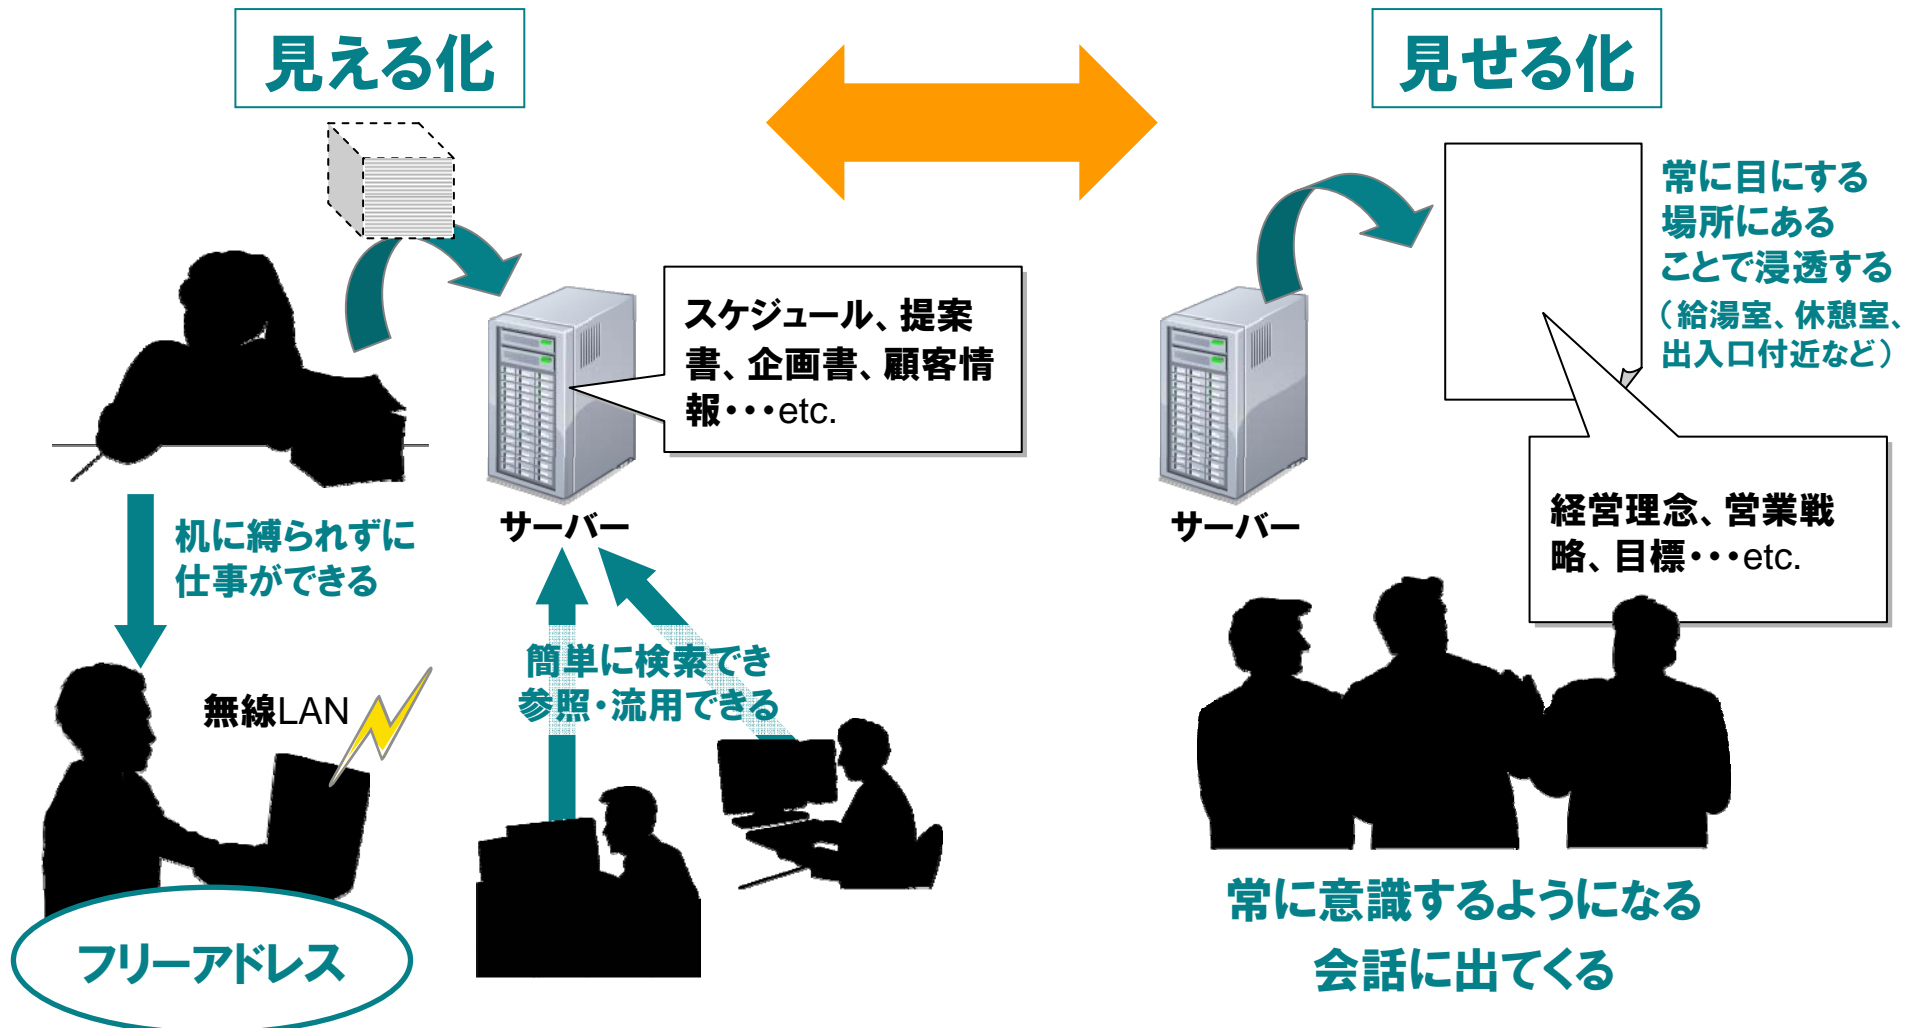 見える化
スケジュール、提案
書、企画書、顧客情
報・・・etc.
サーバー
机に縛られずに
仕事ができる
無線LAN
簡単に検索でき
参照・流用できる
フリーアドレス
見せる化
常に目にする
場所にある
ことで浸透する
（給湯室、休憩室、
出入口付近など）
サーバー
経営理念、営業戦
略、目標・・・etc.
常に意識するようになる
会話に出てくる